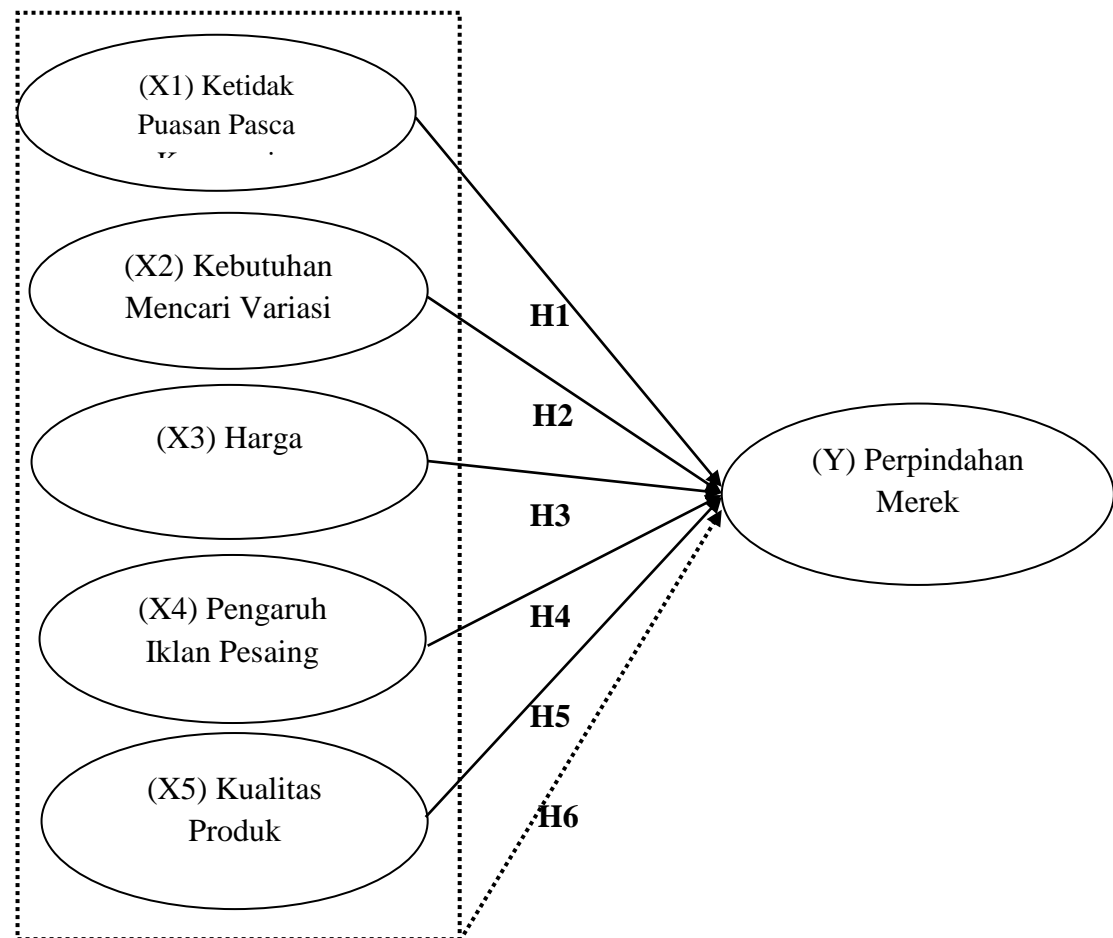 (X1) Ketidak
Puasan Pasca
(X2) Kebutuhan
Mencari Variasi
H1
H2
(X3) Harga
(Y) Perpindahan
Merek
H3
(X4) Pengaruh
Iklan Pesaing
H4
H5
(X5) Kualitas
Produk
H6